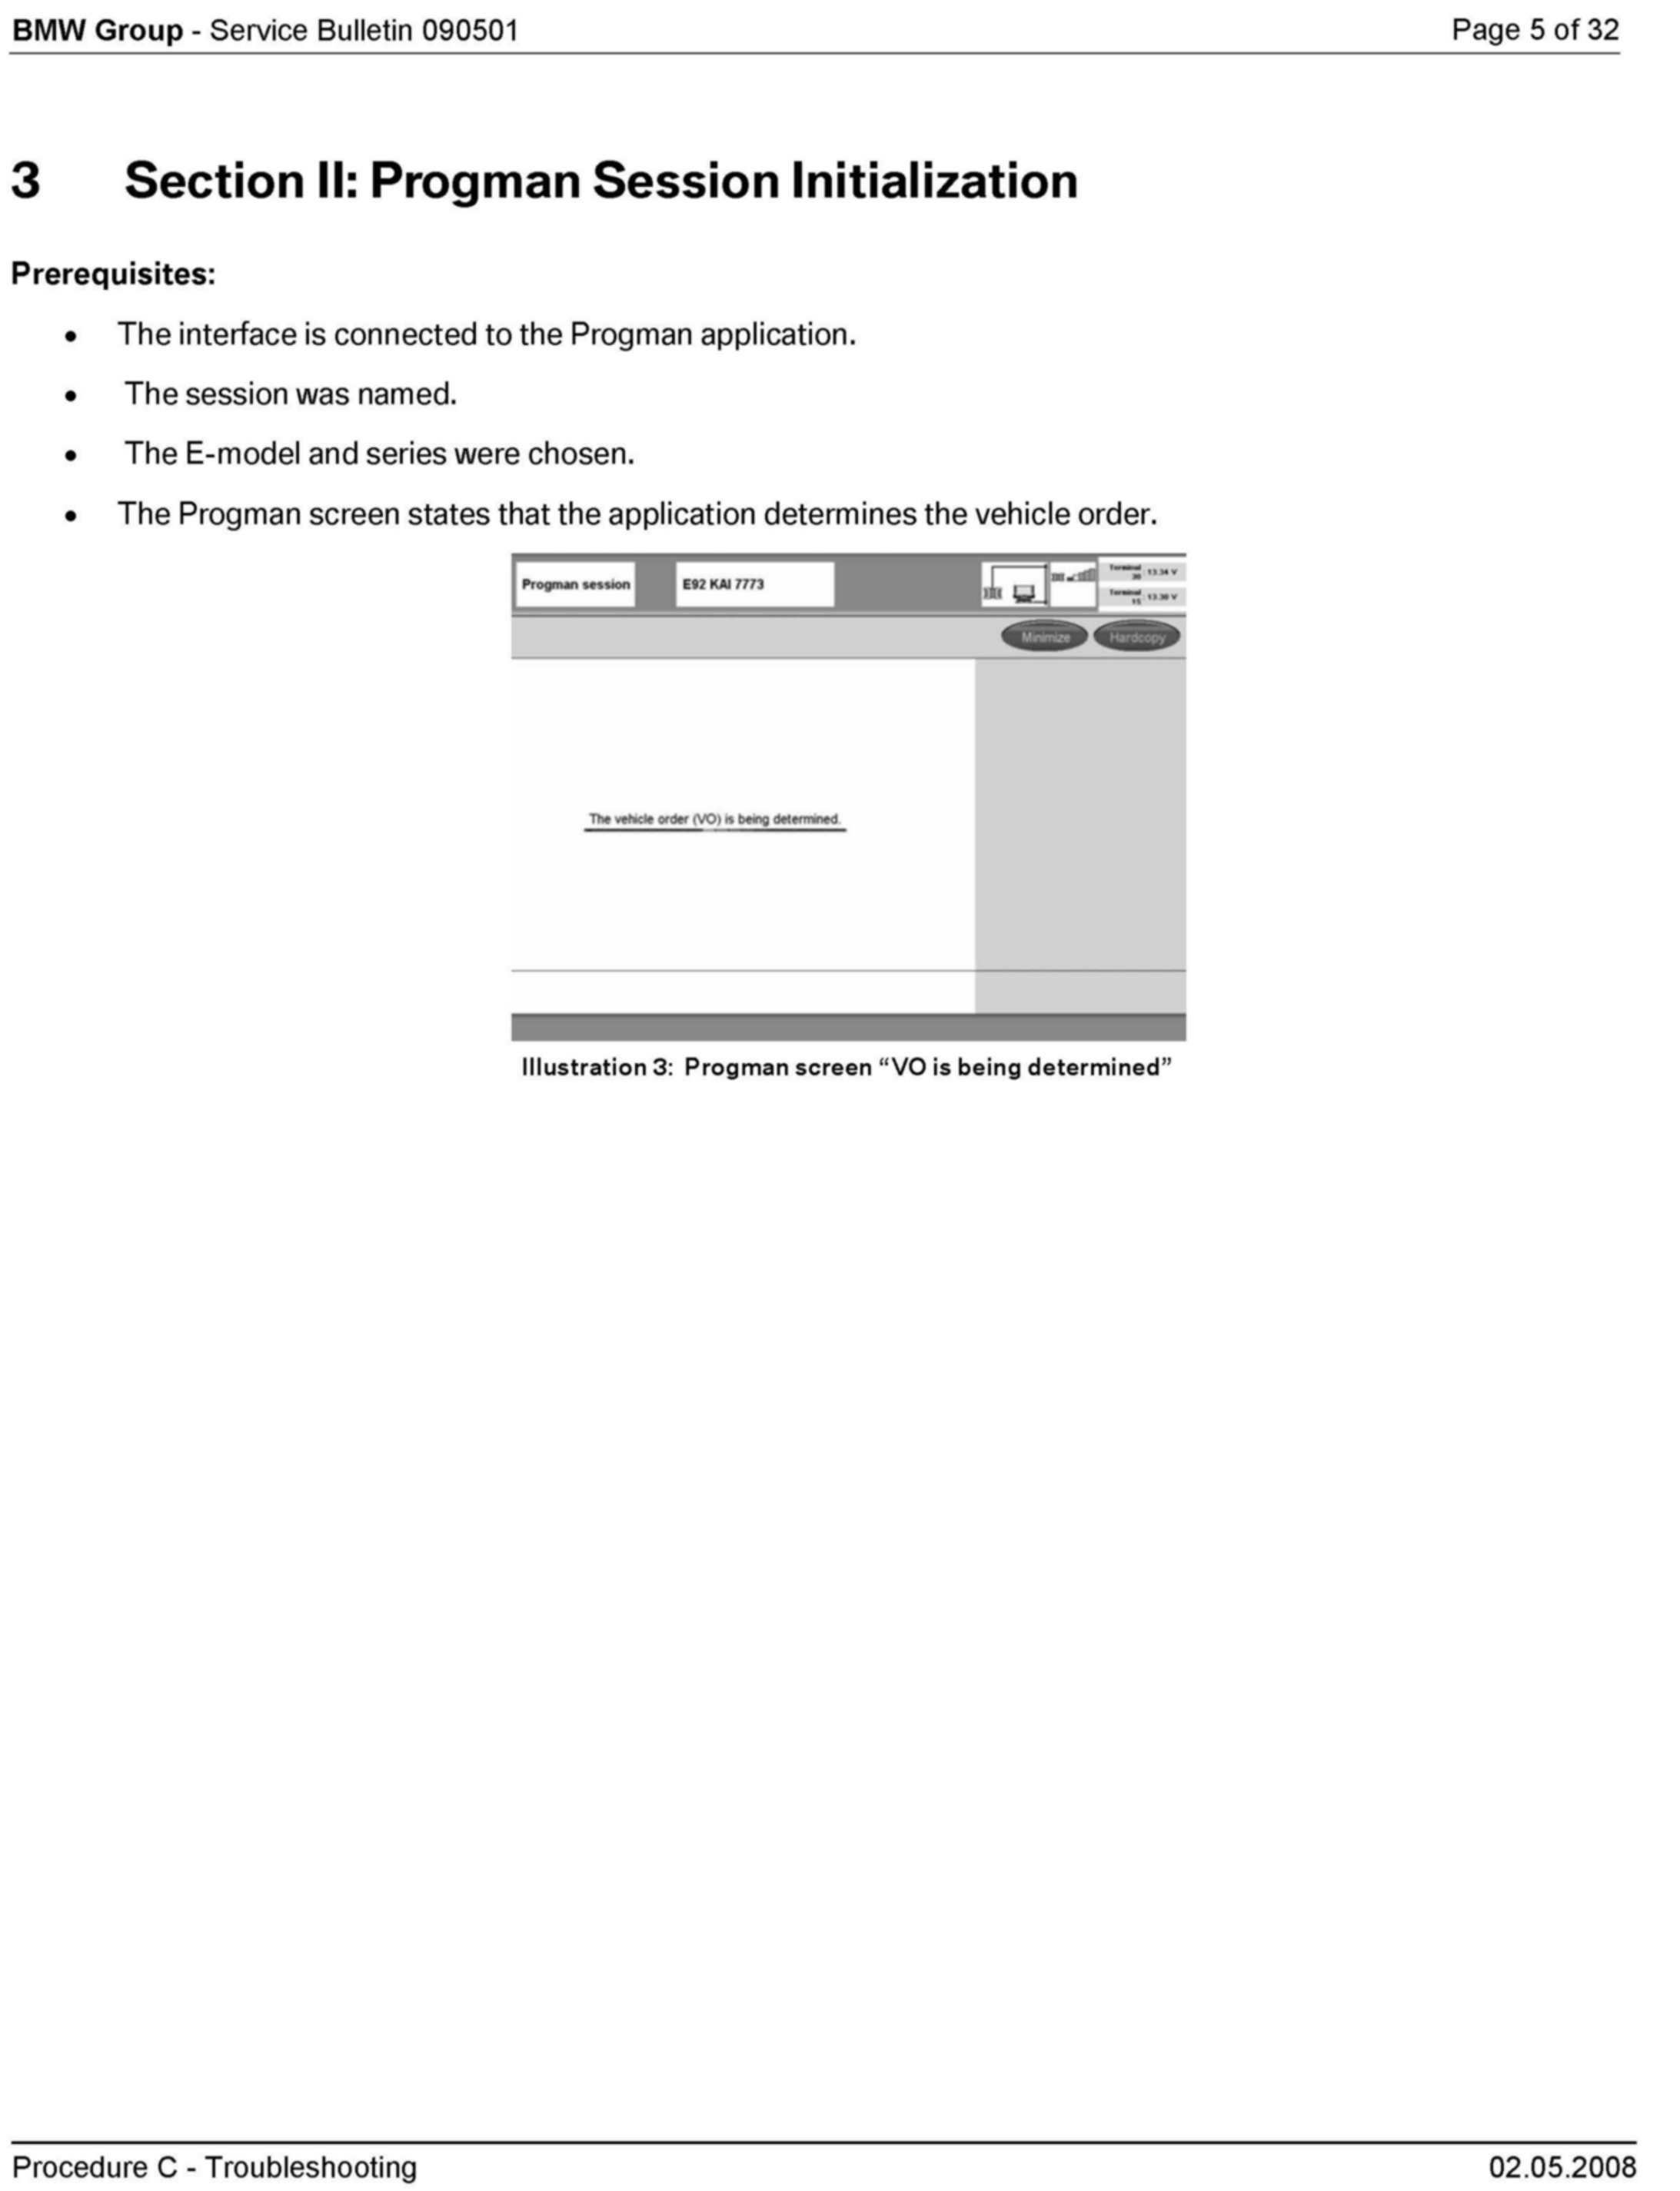 BMW Group - Service Bulletin 090501 Page 5 of 32
3 Section II: Progman Session Initialization
Prerequisites:
• The interface is connected to the Progman application.
• The session was named.
• The E-model and series were chosen.
• The Progman screen states that the application determines the vehicle order.
Progman session E92 KAI 7773
Terminal 30 13.34 V
Terminal 15 13.30 V
Minimize Hardcopy
The vehicle order (VO) is being determined.
Illustration 3: Progman screen “VO is being determined”
Procedure C - Troubleshooting 02.05.2008